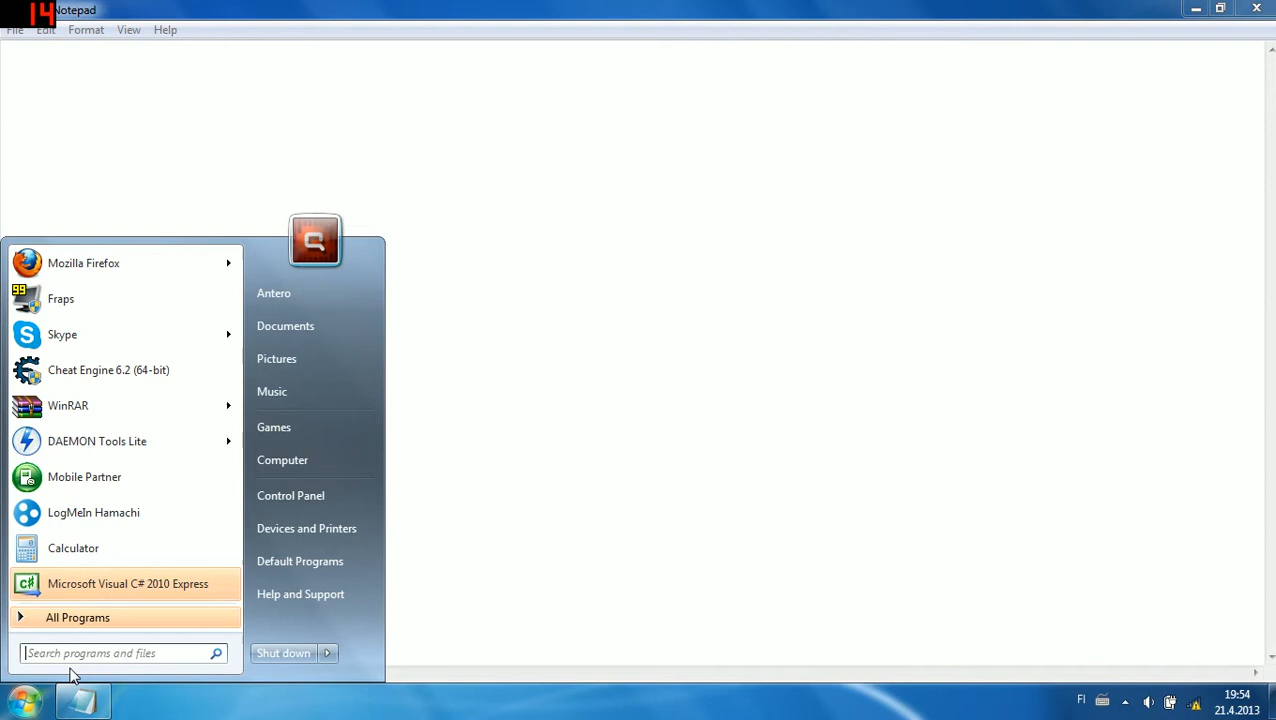 14
Notepad
File Edit Format View Help
Mozilla Firefox
99
Fraps
Skype
Cheat Engine 6.2 (64-bit)
WinRAR
DAEMON Tools Lite
Mobile Partner
LogMeIn Hamachi
Calculator
C#
Microsoft Visual C# 2010 Express
All Programs
Search programs and files
Antero
Documents
Pictures
Music
Games
Computer
Control Panel
Devices and Printers
Default Programs
Help and Support
Shut down
FI
19:54
21.4.2013